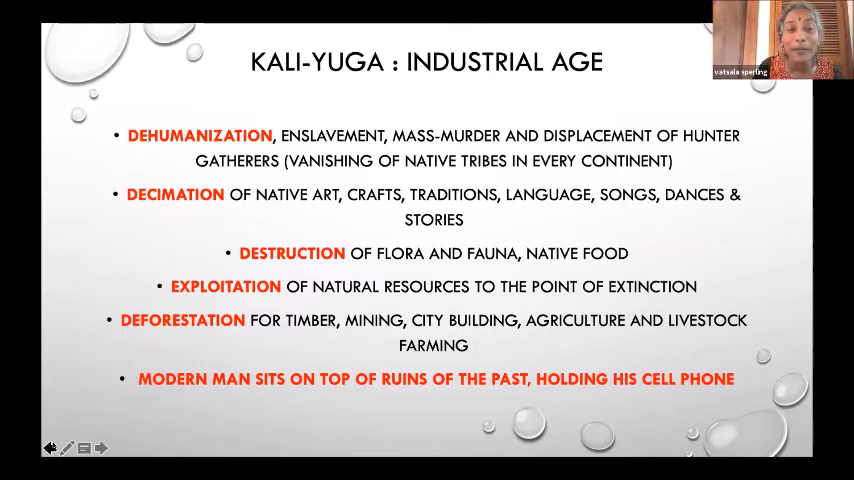 vatsala sperling
KALI-YUGA : INDUSTRIAL AGE
• DEHUMANIZATION, ENSLAVEMENT, MASS-MURDER AND DISPLACEMENT OF HUNTER
GATHERERS (VANISHING OF NATIVE TRIBES IN EVERY CONTINENT)
• DECIMATION OF NATIVE ART, CRAFTS, TRADITIONS, LANGUAGE, SONGS, DANCES &
STORIES
• DESTRUCTION OF FLORA AND FAUNA, NATIVE FOOD
• EXPLOITATION OF NATURAL RESOURCES TO THE POINT OF EXTINCTION
• DEFORESTATION FOR TIMBER, MINING, CITY BUILDING, AGRICULTURE AND LIVESTOCK
FARMING
• MODERN MAN SITS ON TOP OF RUINS OF THE PAST, HOLDING HIS CELL PHONE